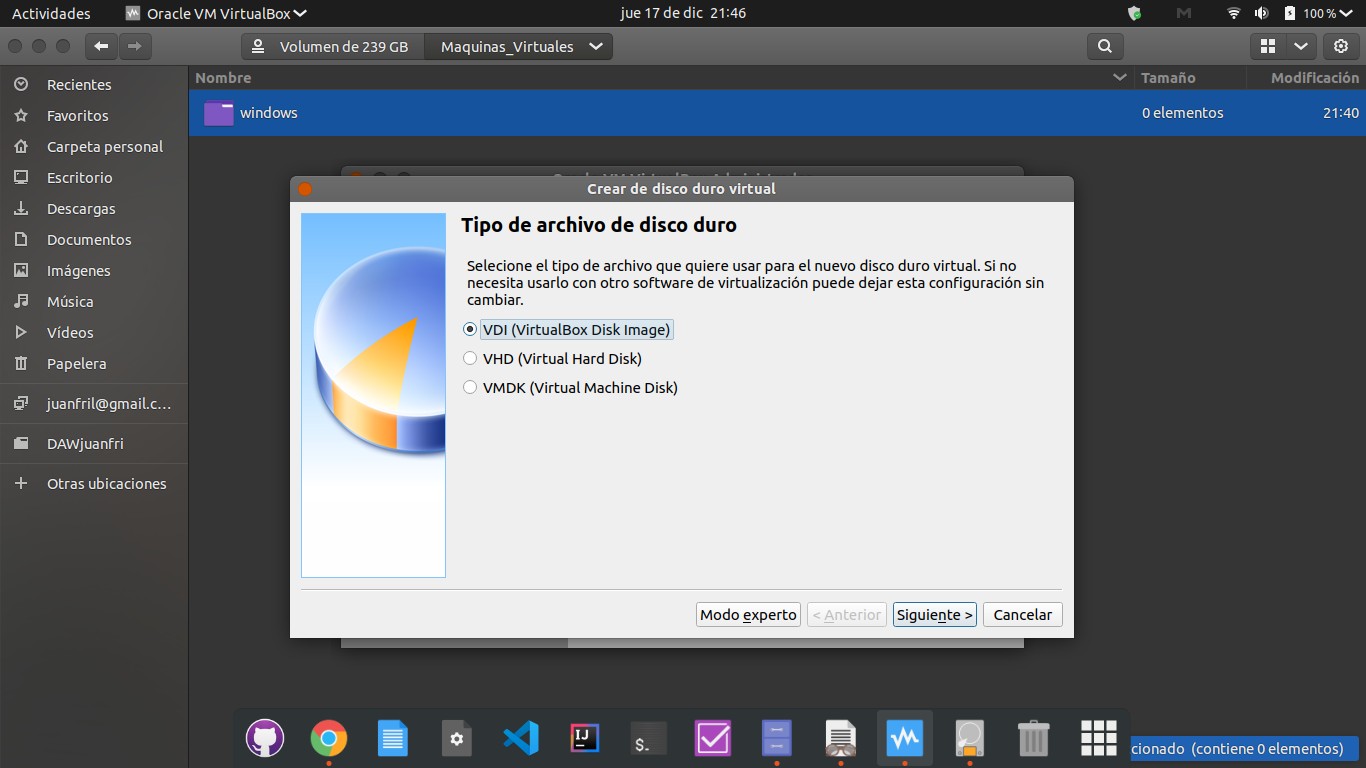 Actividades
Oracle VM VirtualBox
jue 17 de dic 21:46
100 %
Volumen de 239 GB
Maquinas_Virtuales
Nombre
Tamaño
Modificación
windows
0 elementos
21:40
Recientes
Favoritos
Carpeta personal
Escritorio
Descargas
Documentos
Imágenes
Música
Vídeos
Papelera
juanfril@gmail.c...
DAWjuanfri
Otras ubicaciones
Crear de disco duro virtual
Tipo de archivo de disco duro
Selecione el tipo de archivo que quiere usar para el nuevo disco duro virtual. Si no
necesita usarlo con otro software de virtualización puede dejar esta configuración sin
cambiar.
VDI (VirtualBox Disk Image)
VHD (Virtual Hard Disk)
VMDK (Virtual Machine Disk)
Modo experto
< Anterior
Siguiente >
Cancelar
IJ
$_
cionado (contiene 0 elementos)